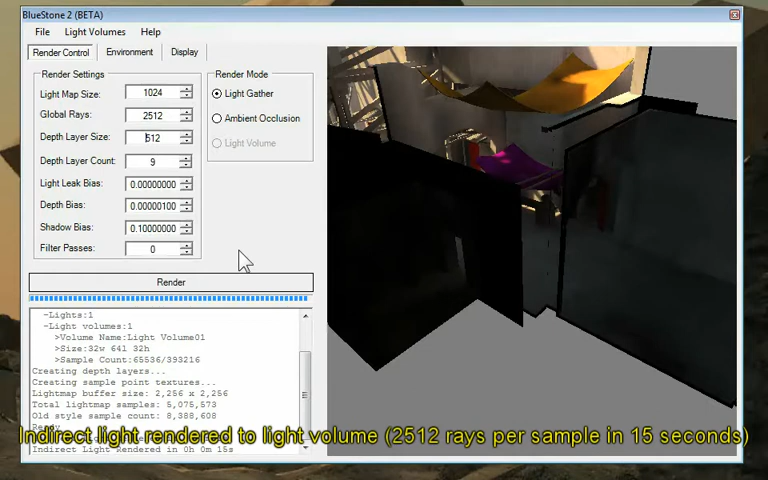 BlueStone 2 (BETA)
File Light Volumes Help
Render Control Environment Display
Render Settings
Light Map Size: 1024
Global Rays: 2512
Depth Layer Size: 512
Depth Layer Count: 9
Light Leak Bias: 0.00000000
Depth Bias: 0.00000100
Shadow Bias: 0.10000000
Filter Passes: 0
Render Mode
Light Gather
Ambient Occlusion
Light Volume
Render
-Lights:1
-Light volumes:1
>Volume Name:Light Volume01
>Size:32w 64l 32h
>Sample Count:65536/393216
Creating depth layers...
Creating sample point textures...
Lightmap buffer size: 2,256 x 2,256
Total lightmap samples: 5,075,573
Old style sample count: 8,388,608
Indirect light rendered to light volume (2512 rays per sample in 15 seconds)
Indirect Light Rendered in 0h 0m 15s